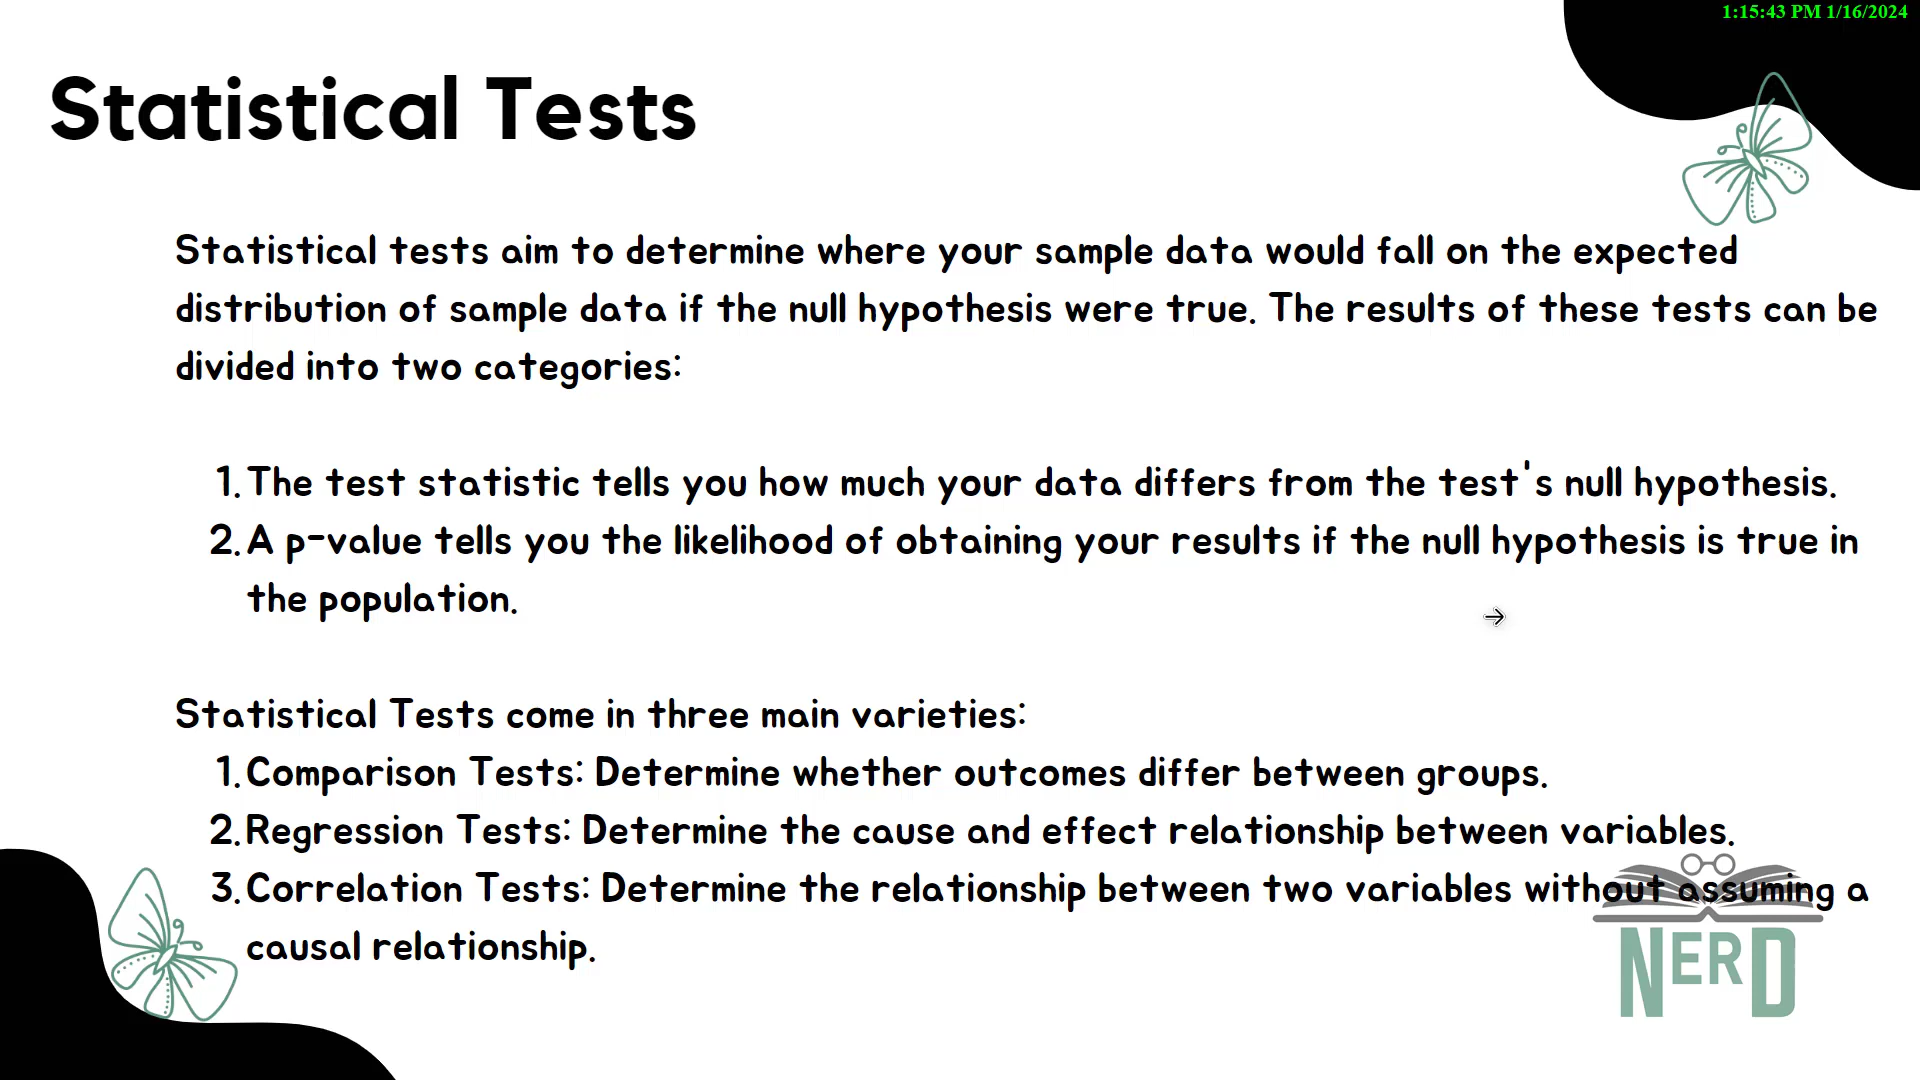 1:15:43 PM 1/16/2024
Statistical Tests
Statistical tests aim to determine where your sample data would fall on the expected
distribution of sample data if the null hypothesis were true. The results of these tests can be
divided into two categories:
1. The test statistic tells you how much your data differs from the test's null hypothesis.
2. A p-value tells you the likelihood of obtaining your results if the null hypothesis is true in
the population.
Statistical Tests come in three main varieties:
1. Comparison Tests: Determine whether outcomes differ between groups.
2. Regression Tests: Determine the cause and effect relationship between variables.
3. Correlation Tests: Determine the relationship between two variables without assuming a
causal relationship.
NERD